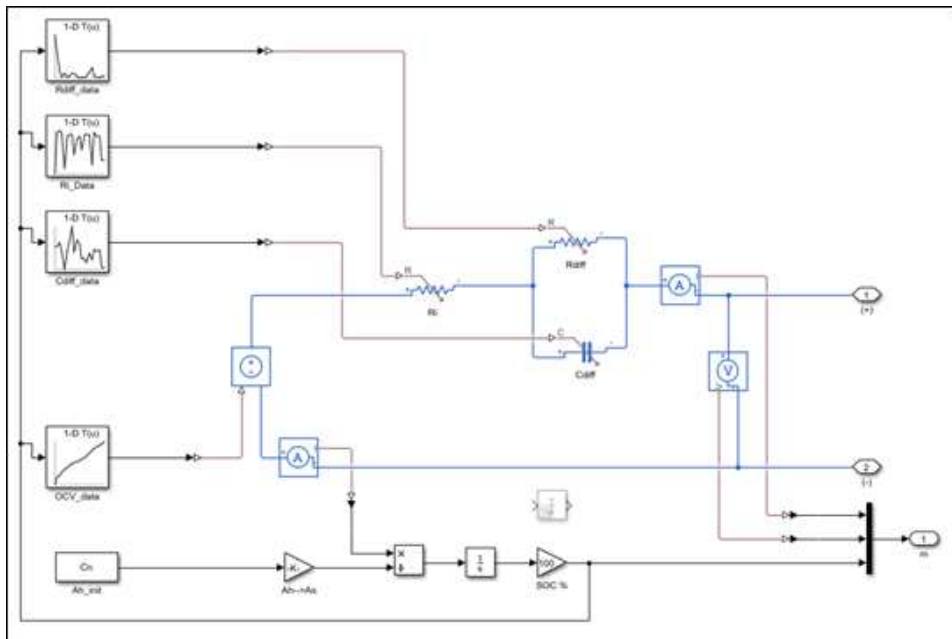 1-D T(u)
Rdiff_data
1-D T(u)
Ri_Data
1-D T(u)
Cdiff_data
R
Rdiff
R
Ri
C
Cdiff
A
1
(+)
V
1-D T(u)
OCV_data
A
2
(-)
Cn
Ah_init
-K-
Ah-->As
1
s
100
SOC %
1
m